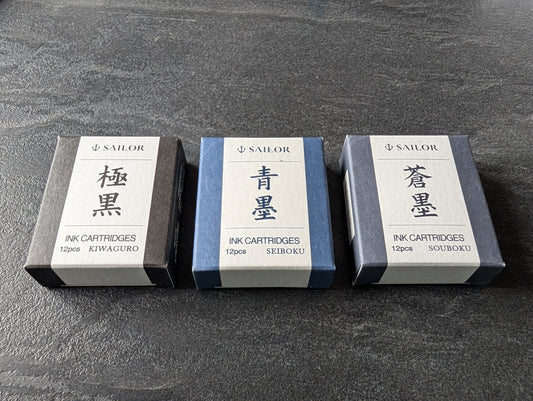 SAILOR
極
黒
INK CARTRIDGES
12pcs KIWAGURO
SAILOR
青
墨
INK CARTRIDGES
12pcs SEIBOKU
SAILOR
蒼
墨
INK CARTRIDGES
12pcs SOUBOKU